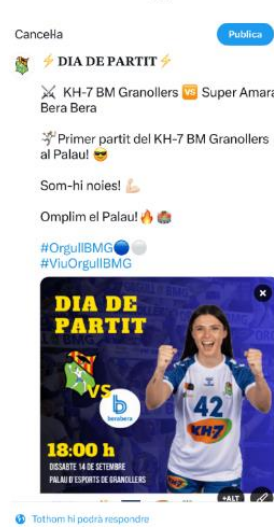 Cancel·la
Publica
⚡ DIA DE PARTIT ⚡
⚔ KH-7 BM Granollers 🆚 Super Amara
Bera Bera
🤾 Primer partit del KH-7 BM Granollers
al Palau! 😎
Som-hi noies! 💪🏻
Omplim el Palau!🔥 🏟
#OrgullBMG🔵⚪
#ViuOrgullBMG
DIA DE
PARTIT
VS
berabera
42
KH-7
18:00 h
DISSABTE 14 DE SETEMBRE
PALAU D'ESPORTS DE GRANOLLERS
+ALT
Tothom hi podrà respondre